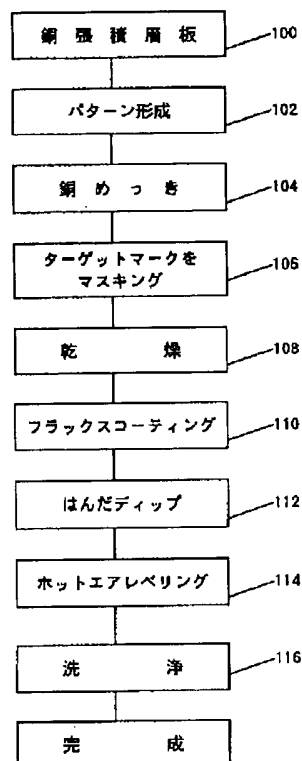 銅張積層板
100
パターン形成
102
銅めっき
104
ターゲットマークを
マスキング
106
乾燥
108
フラックスコーティング
110
はんだディップ
112
ホットエアレベリング
114
洗浄
116
完成